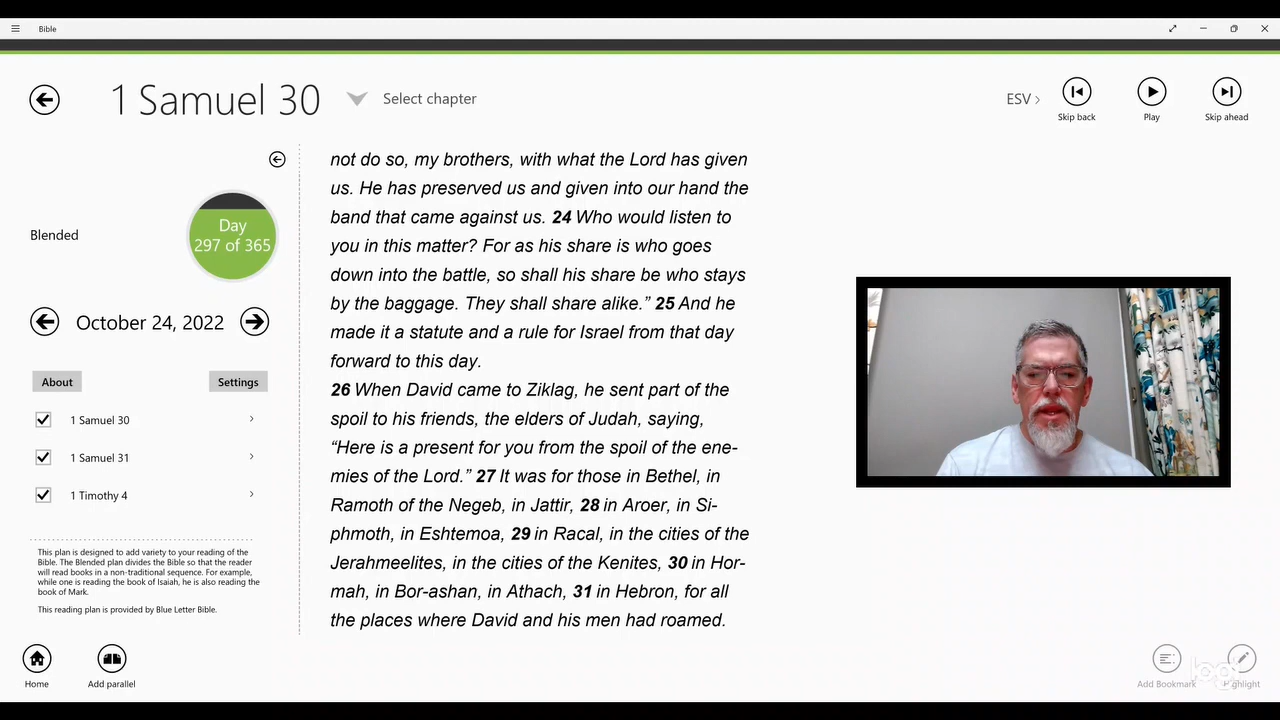 Bible
1 Samuel 30
Select chapter
ESV
Skip back
Play
Skip ahead
Blended
Day
297 of 365
October 24, 2022
About
Settings
1 Samuel 30
1 Samuel 31
1 Timothy 4
This plan is designed to add variety to your reading of the
Bible. The Blended plan divides the Bible so that the reader
will read books in a non-traditional sequence. For example,
while one is reading the book of Isaiah, he is also reading the
book of Mark.
This reading plan is provided by Blue Letter Bible.
not do so, my brothers, with what the Lord has given
us. He has preserved us and given into our hand the
band that came against us. 24 Who would listen to
you in this matter? For as his share is who goes
down into the battle, so shall his share be who stays
by the baggage. They shall share alike.” 25 And he
made it a statute and a rule for Israel from that day
forward to this day.
26 When David came to Ziklag, he sent part of the
spoil to his friends, the elders of Judah, saying,
“Here is a present for you from the spoil of the ene-
mies of the Lord.” 27 It was for those in Bethel, in
Ramoth of the Negeb, in Jattir, 28 in Aroer, in Si-
phmoth, in Eshtemoa, 29 in Racal, in the cities of the
Jerahmeelites, in the cities of the Kenites, 30 in Hor-
mah, in Bor-ashan, in Athach, 31 in Hebron, for all
the places where David and his men had roamed.
Home
Add parallel
Add Bookmark
Highlight
logi